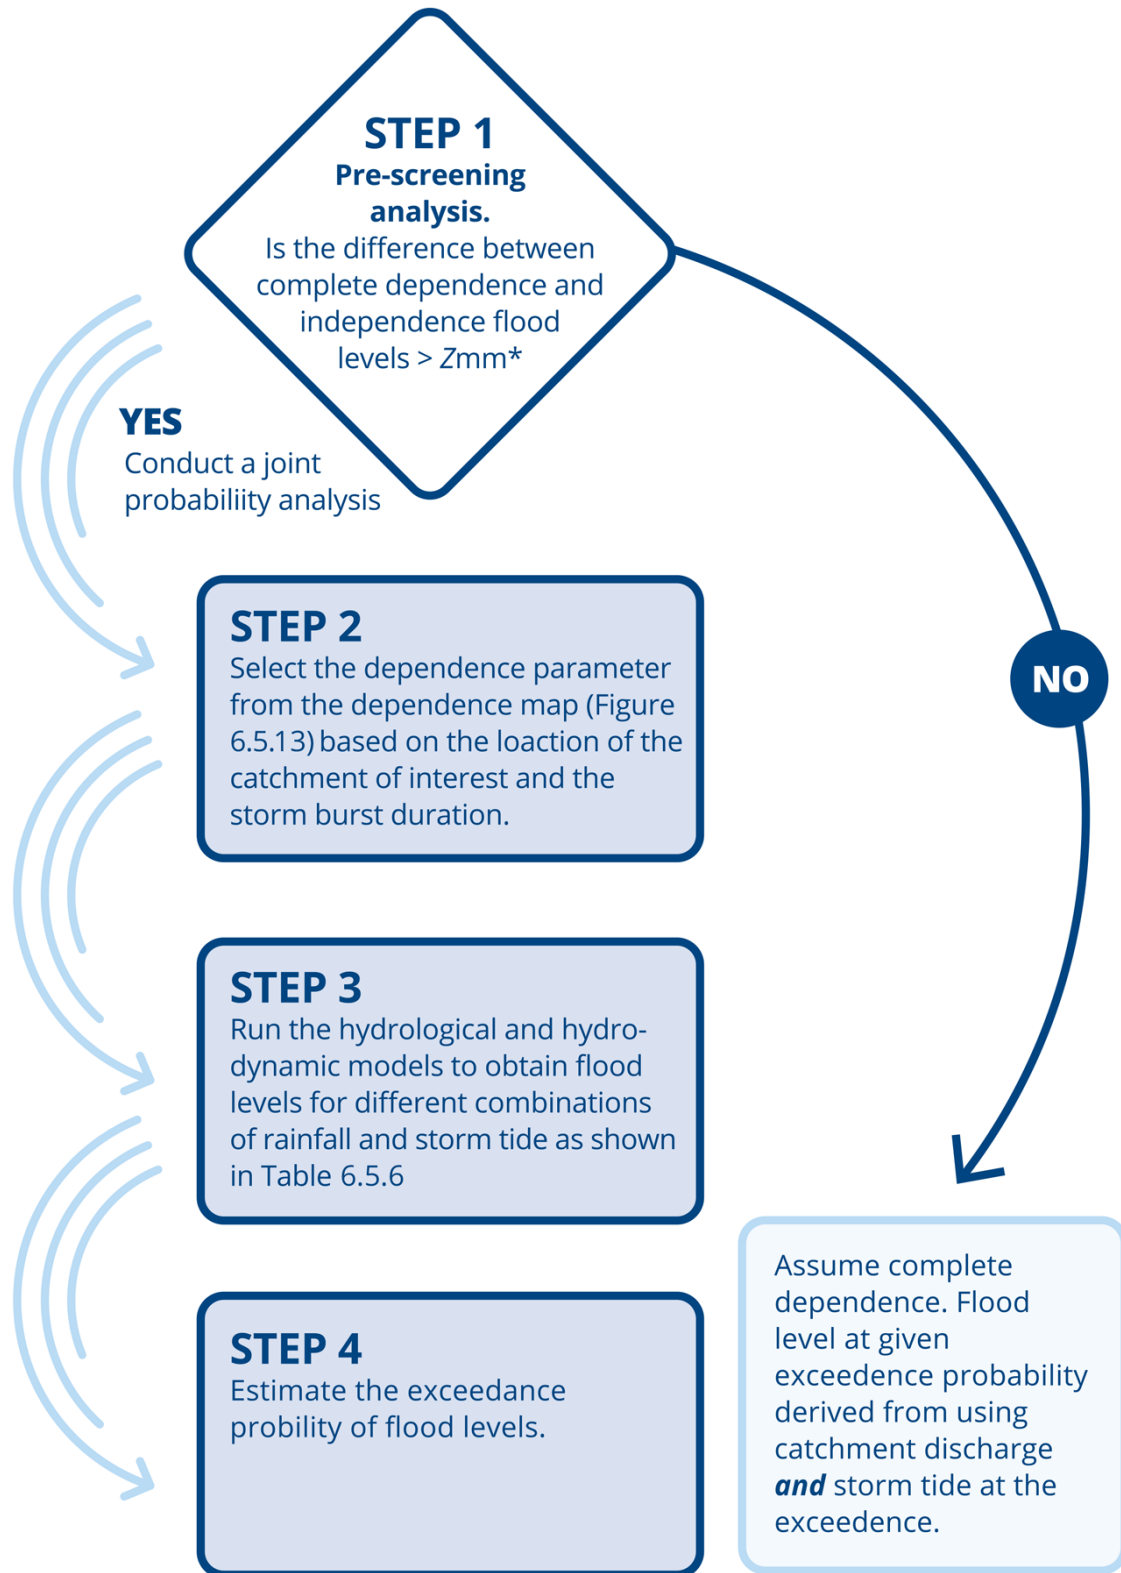 STEP 1
Pre-screening
analysis.
Is the difference between
complete dependence and
independence flood
levels > Zmm*
YES
Conduct a joint
probabiliity analysis
STEP 2
Select the dependence parameter
from the dependence map (Figure
6.5.13) based on the loaction of the
catchment of interest and the
storm burst duration.
NO
STEP 3
Run the hydrological and hydro-
dynamic models to obtain flood
levels for different combinations
of rainfall and storm tide as shown
in Table 6.5.6
STEP 4
Estimate the exceedance
probility of flood levels.
Assume complete
dependence. Flood
level at given
exceedence probability
derived from using
catchment discharge
and storm tide at the
exceedence.